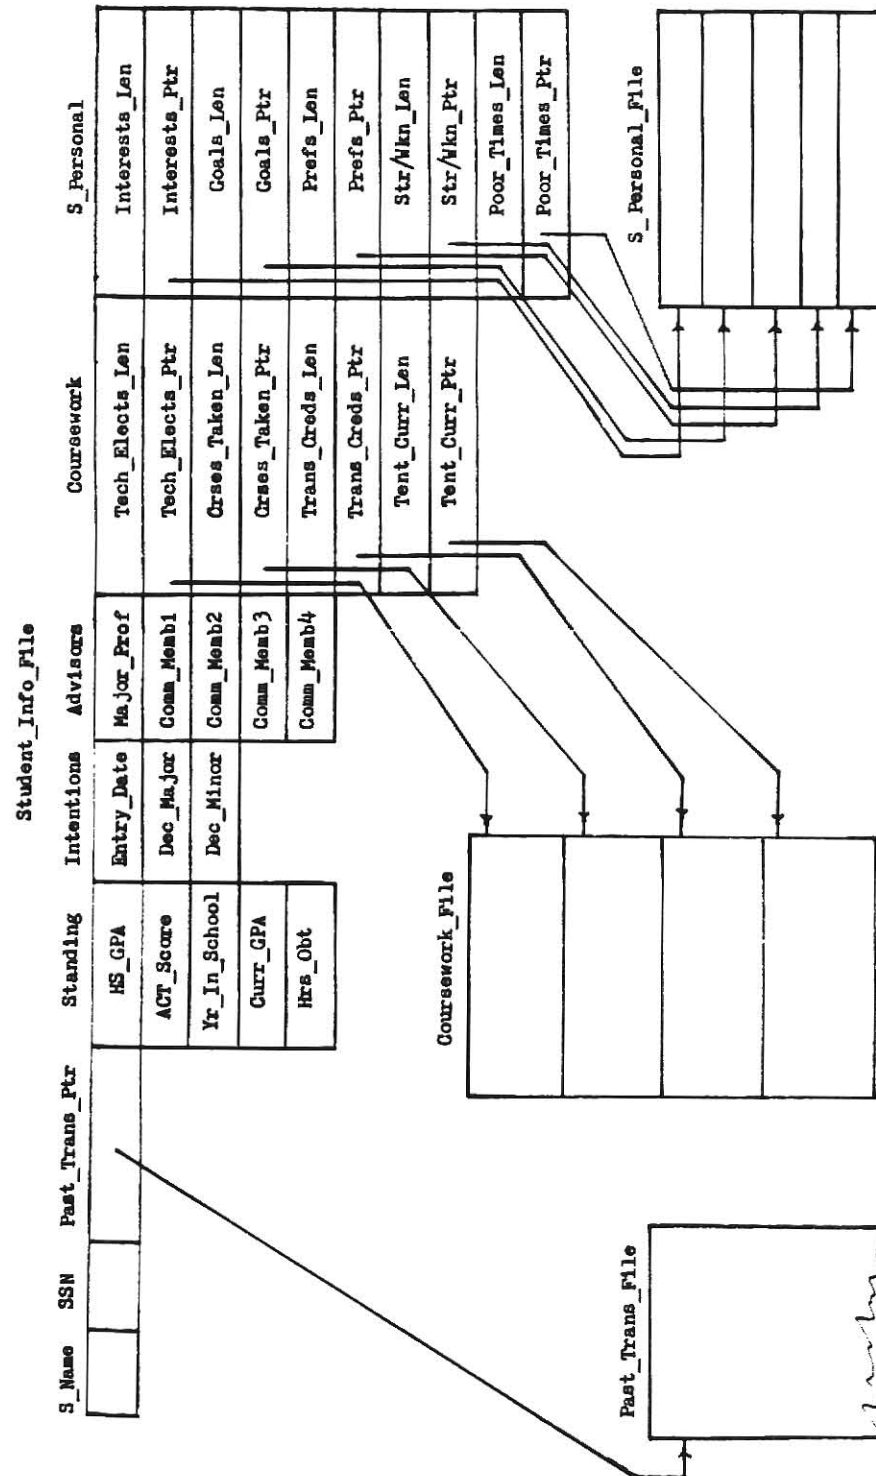 Student_Info_File
S_Name SSN Past_Trans_Ptr Standing Intentions Advisors Coursework S_Personal
HS_GPA Entry_Date Major_Prof Tech_Elects_Len Interests_Len
ACT_Score Dec_Major Comm_Memb1 Tech_Elects_Ptr Interests_Ptr
Yr_In_School Dec_Minor Comm_Memb2 Crses_Taken_Len Goals_Len
Curr_GPA Comm_Memb3 Crses_Taken_Ptr Goals_Ptr
Hrs_Obt Comm_Memb4 Trans_Creds_Len Prefs_Len
Trans_Creds_Ptr Prefs_Ptr
Tent_Curr_Len Str/Wkn_Len
Tent_Curr_Ptr Str/Wkn_Ptr
Poor_Times_Len
Poor_Times_Ptr
Past_Trans_File
Coursework_File
S_Personal_File